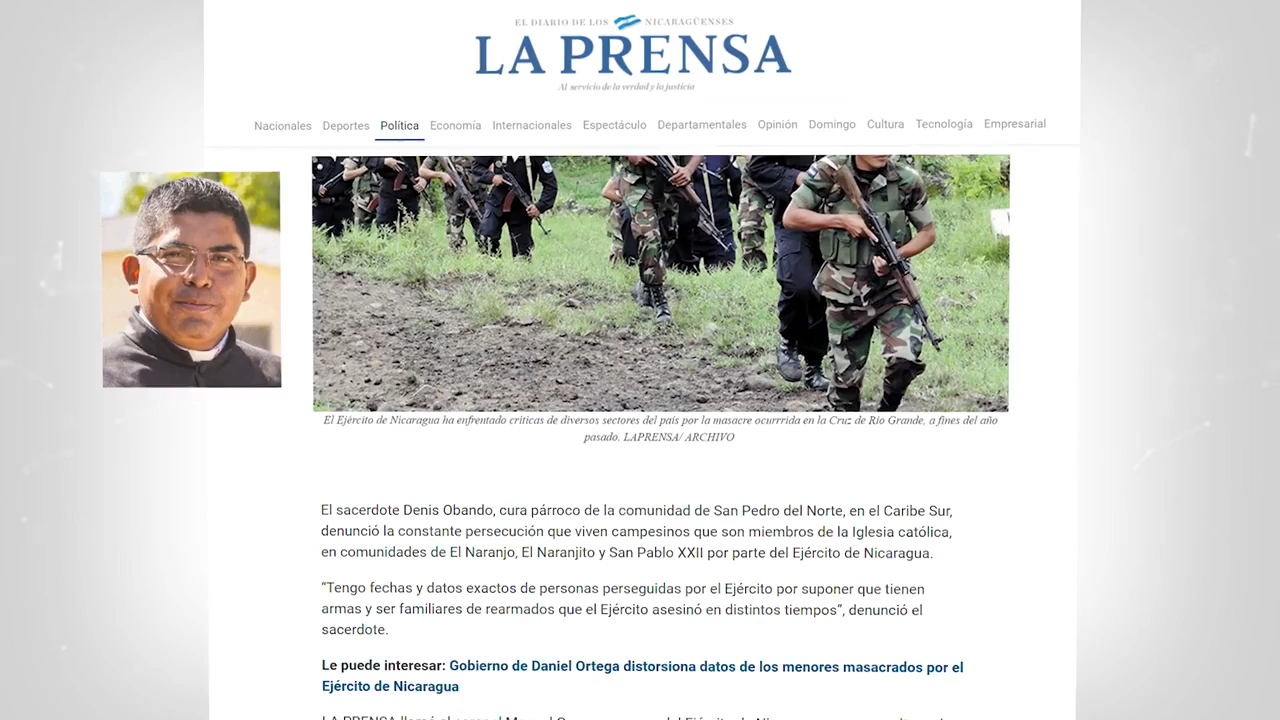 EL DIARIO DE LOS NICARAGÜENSES
LA PRENSA
Al servicio de la verdad y la justicia
Nacionales Deportes Política Economía Internacionales Espectáculo Departamentales Opinión Domingo Cultura Tecnología Empresarial
El Ejército de Nicaragua ha enfrentado críticas de diversos sectores del país por la masacre ocurrrida en la Cruz de Río Grande, a fines del año
pasado. LAPRENSA/ ARCHIVO
El sacerdote Denis Obando, cura párroco de la comunidad de San Pedro del Norte, en el Caribe Sur,
denunció la constante persecución que viven campesinos que son miembros de la Iglesia católica,
en comunidades de El Naranjo, El Naranjito y San Pablo XXII por parte del Ejército de Nicaragua.
“Tengo fechas y datos exactos de personas perseguidas por el Ejército por suponer que tienen
armas y ser familiares de rearmados que el Ejército asesinó en distintos tiempos”, denunció el
sacerdote.
Le puede interesar: Gobierno de Daniel Ortega distorsiona datos de los menores masacrados por el
Ejército de Nicaragua